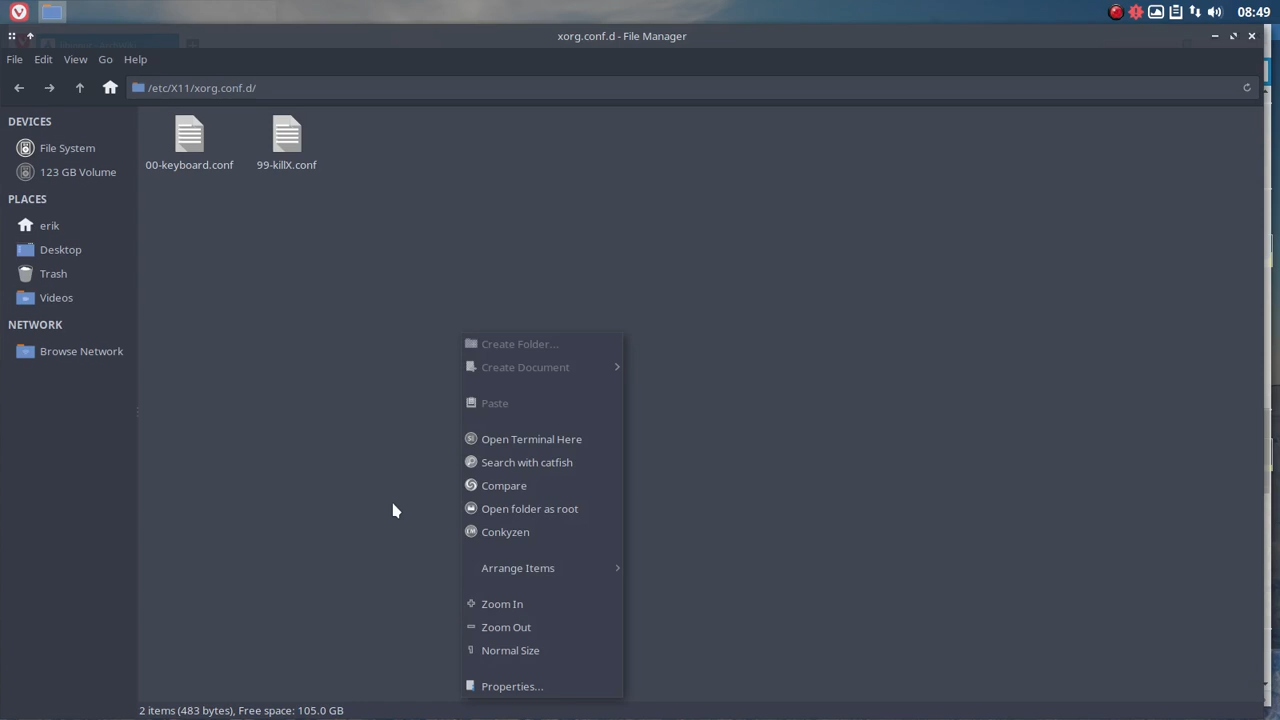 08:49
xorg.conf.d - File Manager
File Edit View Go Help
/etc/X11/xorg.conf.d/
DEVICES
File System
123 GB Volume
PLACES
erik
Desktop
Trash
Videos
NETWORK
Browse Network
00-keyboard.conf
99-killX.conf
Create Folder...
Create Document
Paste
Open Terminal Here
Search with catfish
Compare
Open folder as root
Conkyzen
Arrange Items
Zoom In
Zoom Out
Normal Size
Properties...
2 items (483 bytes), Free space: 105.0 GB